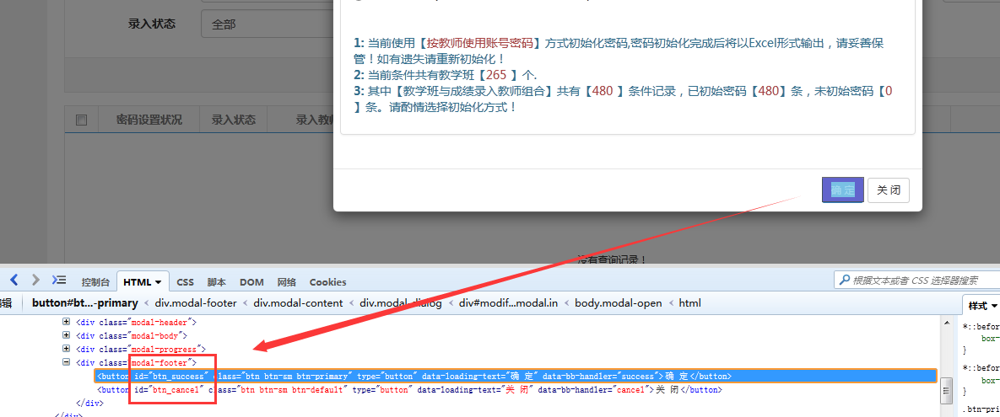 录入状态
全部
1: 当前使用【按教师使用账号密码】方式初始化密码,密码初始化完成后将以Excel形式输出，请妥善保
管！如有遗失请重新初始化！
2: 当前条件共有教学班【265 】个.
3: 其中【教学班与成绩录入教师组合】共有【480 】条件记录，已初始密码【480】条，未初始密码【0
】条。请酌情选择初始化方式！
密码设置状况 录入状态 录入教师
确 定 关 闭
没有查询记录！
控制台 HTML CSS 脚本 DOM 网络 Cookies
根据文本或者 CSS 选择器搜索
编辑 button#bt...-primary < div.modal-footer < div.modal-content < div.modal-dialog < div#modif...modal.in < body.modal-open < html
样式
<div class="modal-header">
<div class="modal-body">
<div class="modal-progress">
<div class="modal-footer">
<button id="btn_success" class="btn btn-sm btn-primary" type="button" data-loading-text="确 定" data-bb-handler="success">确 定</button>
<button id="btn_cancel" class="btn btn-sm btn-default" type="button" data-loading-text="关 闭" data-bb-handler="cancel">关 闭</button>
</div>
</div>
*::befor
box-
}
*::befor
box-
}
.btn-pri